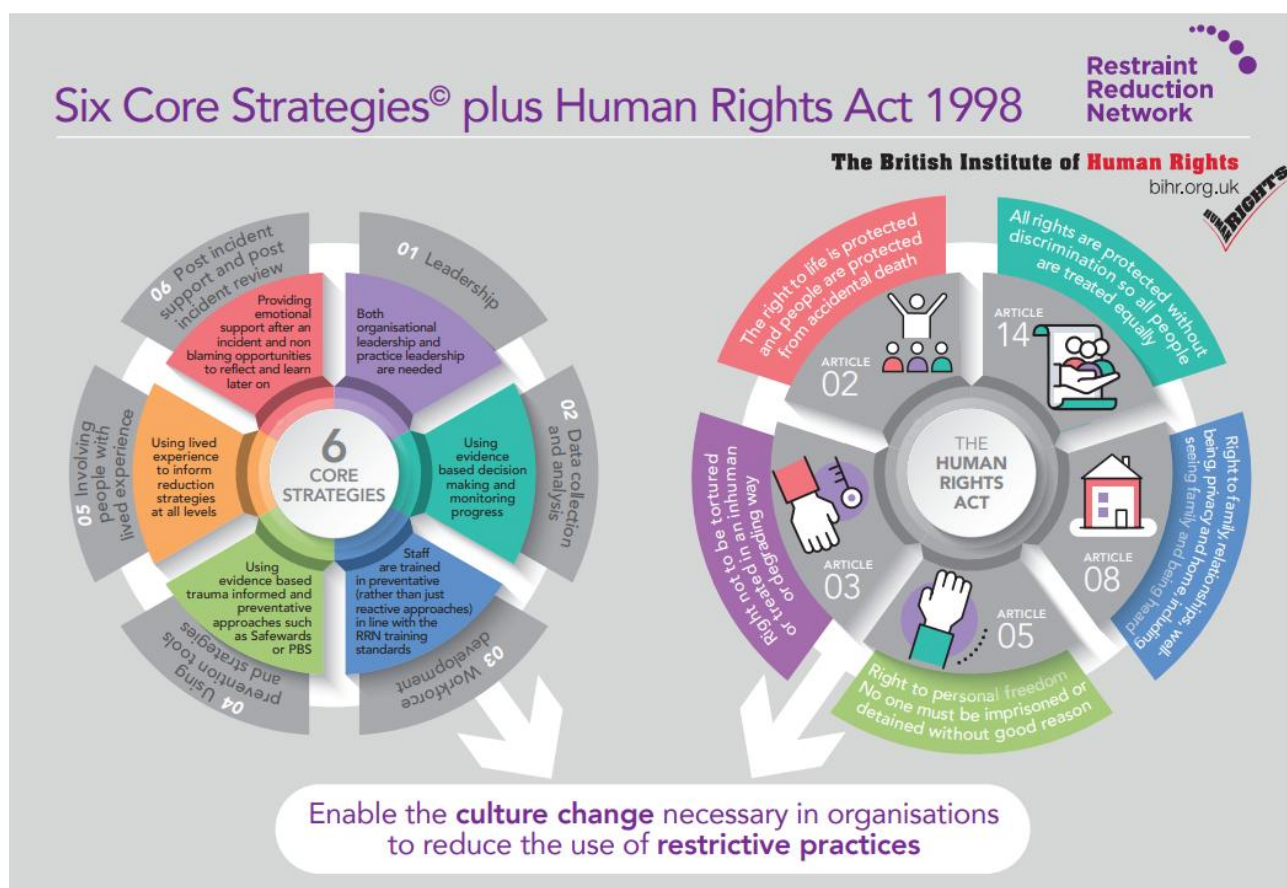 Six Core Strategies© plus Human Rights Act 1998
Restraint
Reduction
Network
The British Institute of Human Rights
bihr.org.uk
HUMAN RIGHTS
01 Leadership
Both
organisational
leadership and
practice leadership
are needed
02 Data collection
and analysis
Using
evidence
based decision
making and
monitoring
progress
03 Workforce
development
Staff
are trained
in preventative
(rather than just
reactive approaches)
in line with the
RRN training
standards
04 Using
prevention tools
and strategies
Using
evidence based
trauma informed and
preventative
approaches such
as Safewards
or PBS
05 Involving
people with
lived experience
Using lived
experience
to inform
reduction
strategies
at all levels
06 Post incident
support and post
incident review
Providing
emotional
support after an
incident and non
blaming opportunities
to reflect and learn
later on
6
CORE
STRATEGIES
The right to life is protected
and people are protected
from accidental death
ARTICLE
02
All rights are protected without
discrimination so all people
are treated equally
ARTICLE
14
Right to family relationships, well-
being, privacy and home, including
seeing family and being heard
ARTICLE
08
Right to personal freedom
No one must be imprisoned or
detained without good reason
ARTICLE
05
Right not to be tortured
or treated in an inhuman
or degrading way
ARTICLE
03
THE
HUMAN
RIGHTS
ACT
Enable the culture change necessary in organisations
to reduce the use of restrictive practices